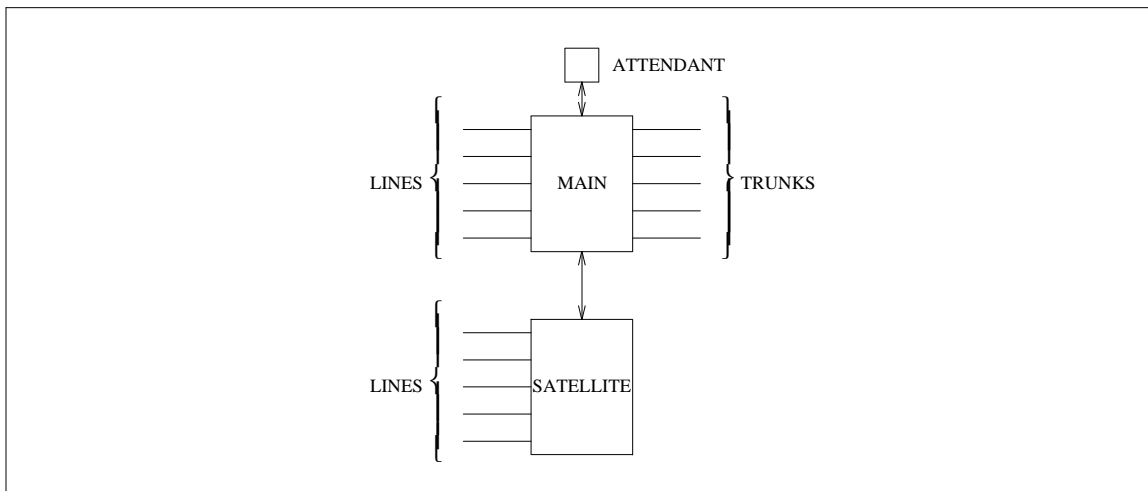 ATTENDANT
LINES
MAIN
TRUNKS
LINES
SATELLITE